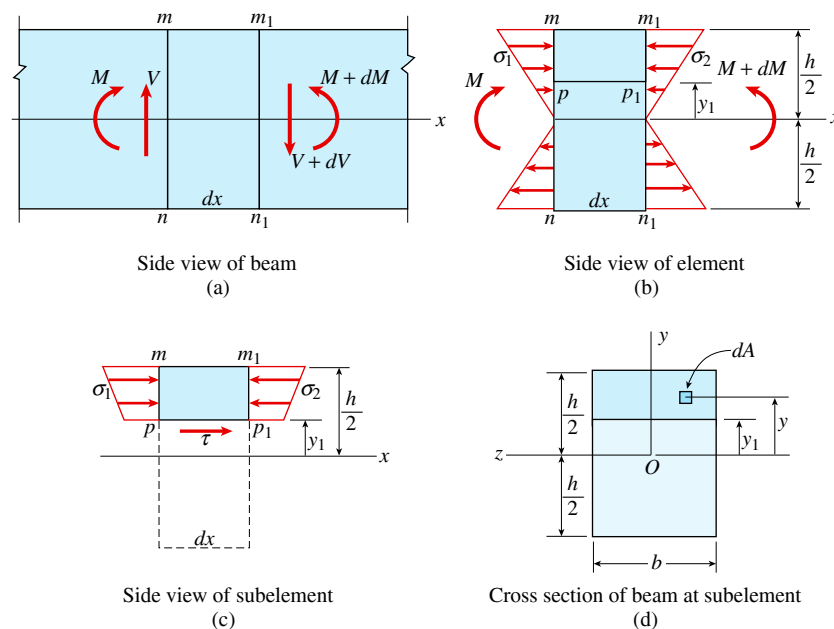 m m₁
M V M + dM
x
V + dV
dx
n n₁
Side view of beam
(a)
m m₁
σ₁ σ₂
M M + dM
h/2
p p₁ y₁
x
h/2
dx
n n₁
Side view of element
(b)
m m₁
σ₁ σ₂
h/2
p τ p₁ y₁
x
dx
Side view of subelement
(c)
y
dA
h/2
y₁ y
z O
h/2
b
Cross section of beam at subelement
(d)